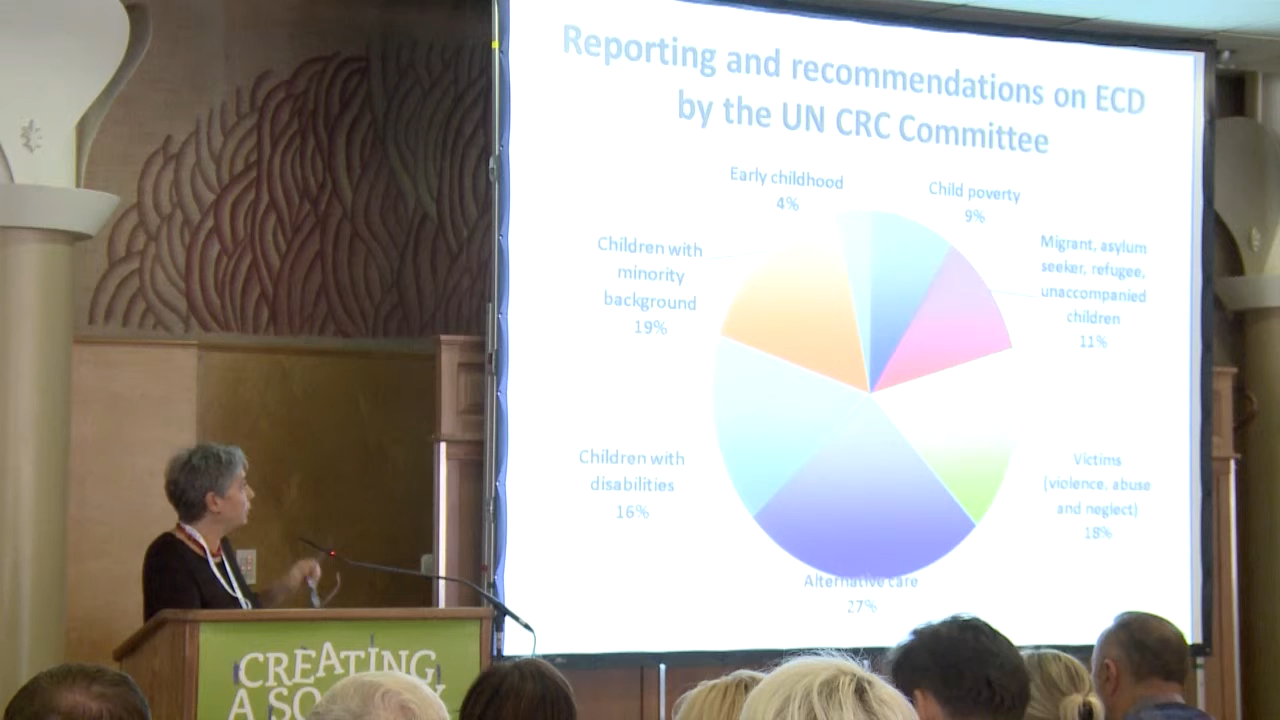 Reporting and recommendations on ECD
by the UN CRC Committee
Early childhood
4%
Child poverty
9%
Children with
minority
background
19%
Migrant, asylum
seeker, refugee,
unaccompanied
children
11%
Children with
disabilities
16%
Victims
(violence, abuse
and neglect)
18%
Alternative care
27%
CREATING
A SO